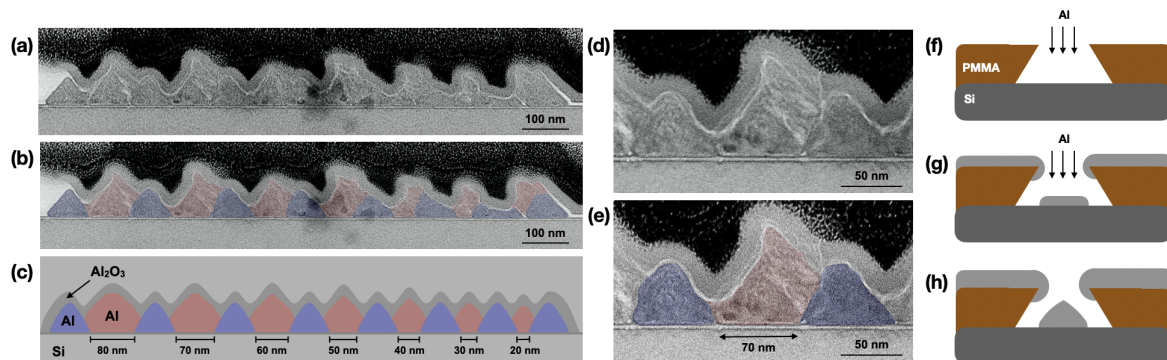 (a)
100 nm
(b)
100 nm
(c)
Al₂O₃
Al
Al
Si
80 nm
70 nm
60 nm
50 nm
40 nm
30 nm
20 nm
(d)
50 nm
(e)
70 nm
50 nm
(f)
Al
PMMA
Si
(g)
Al
(h)